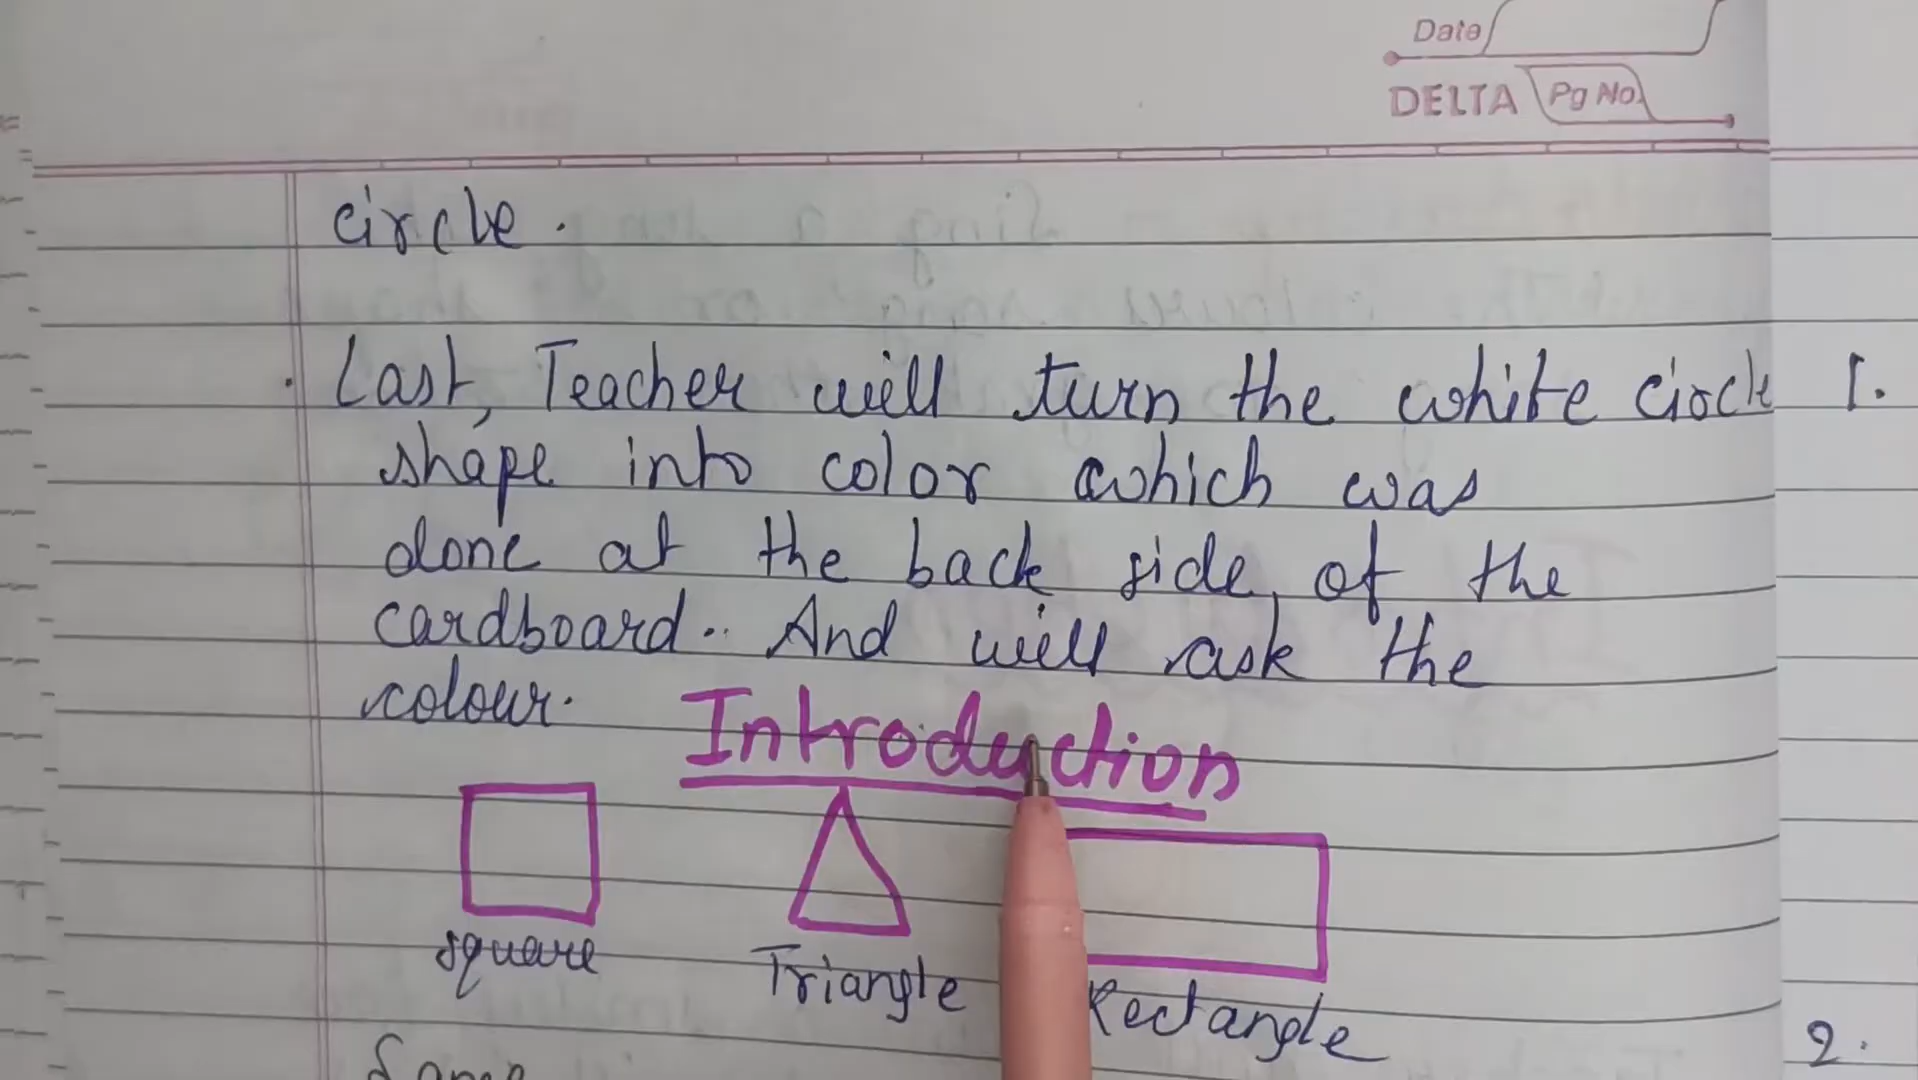 Date
DELTA Pg No.
circle.
· Last, Teacher will turn the white circle
shape into color which was
done at the back side of the
cardboard.. And will ask the
colour.
Introduction
square Triangle Rectangle
Same
1.
2.